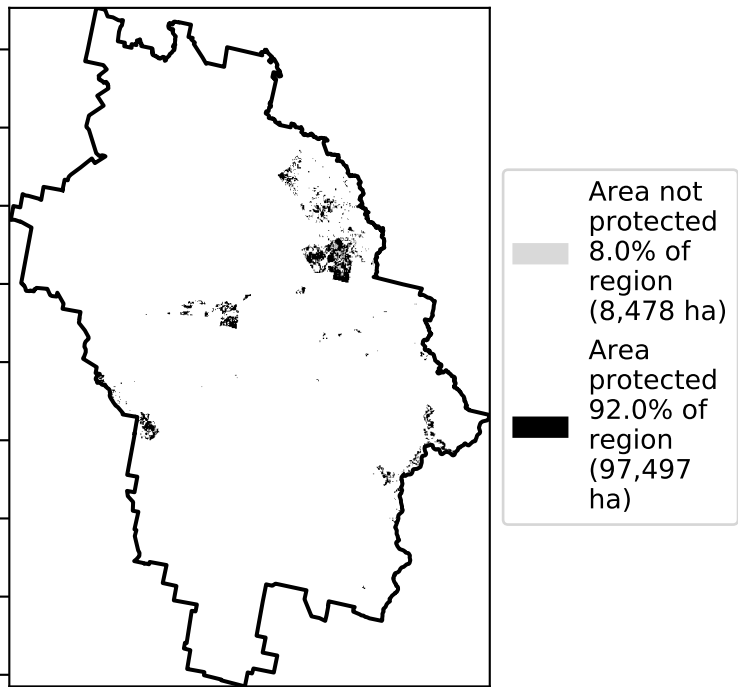 Area not
protected
8.0% of
region
(8,478 ha)
Area
protected
92.0% of
region
(97,497
ha)